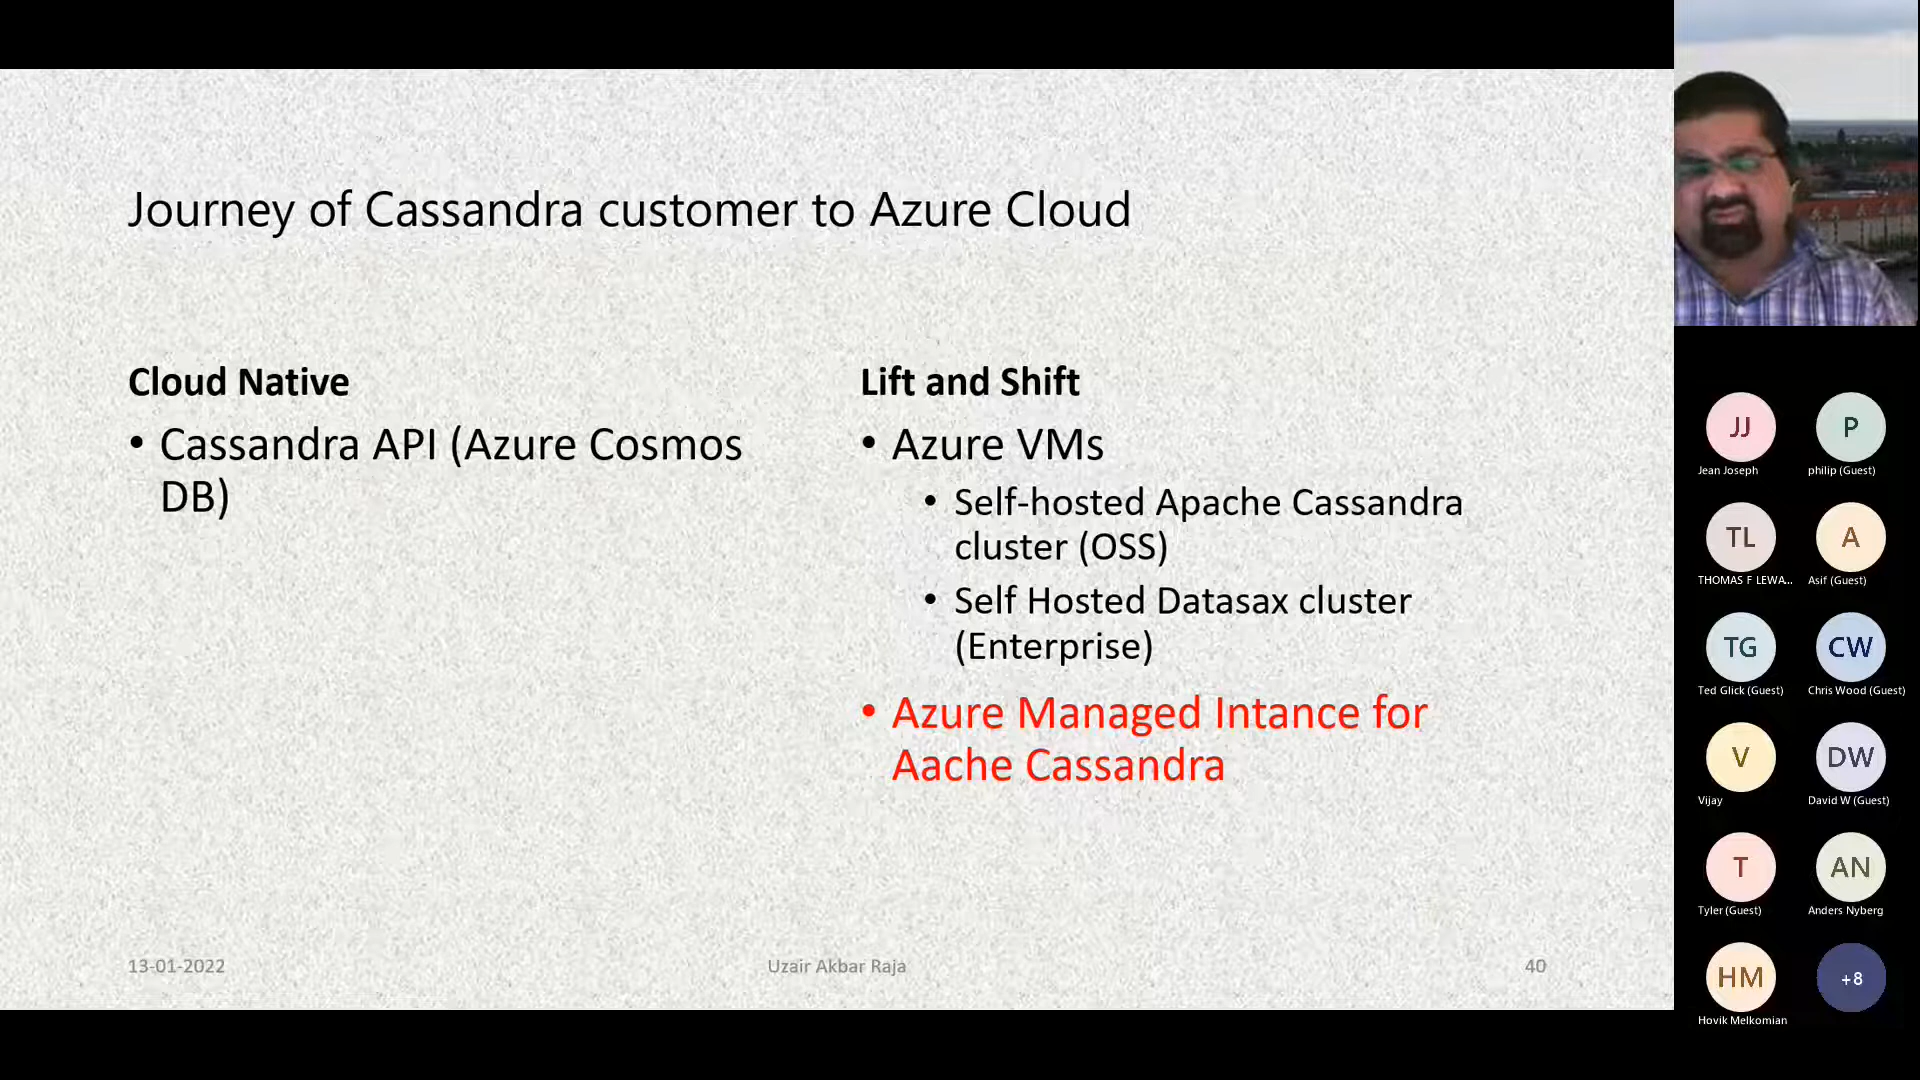 Journey of Cassandra customer to Azure Cloud
Cloud Native
• Cassandra API (Azure Cosmos
DB)
Lift and Shift
• Azure VMs
• Self-hosted Apache Cassandra
cluster (OSS)
• Self Hosted Datasax cluster
(Enterprise)
• Azure Managed Intance for
Aache Cassandra
13-01-2022
Uzair Akbar Raja
40
JJ
Jean Joseph
P
philip (Guest)
TL
THOMAS F LEWA...
A
Asif (Guest)
TG
Ted Glick (Guest)
CW
Chris Wood (Guest)
V
Vijay
DW
David W (Guest)
T
Tyler (Guest)
AN
Anders Nyberg
HM
Hovik Melkomian
+8